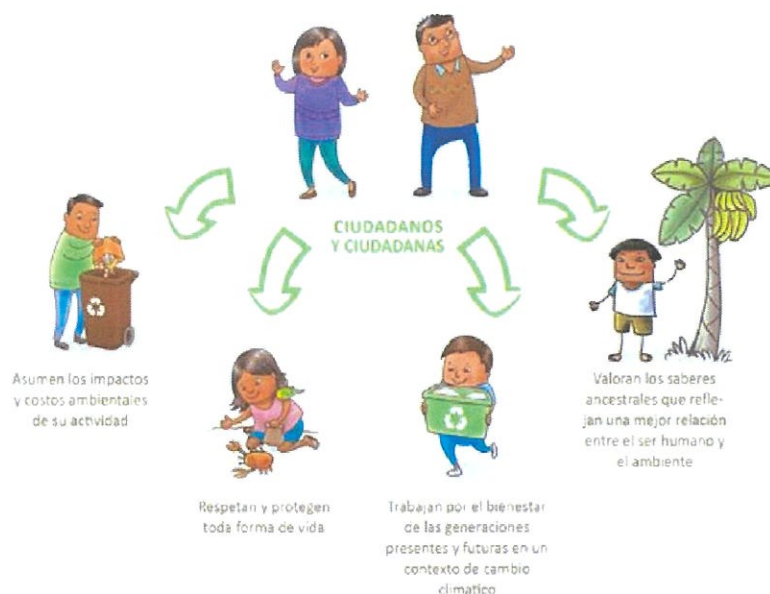 CIUDADANOS
Y CIUDADANAS
Asumen los impactos
y costos ambientales
de su actividad
Respetan y protegen
toda forma de vida
Trabajan por el bienestar
de las generaciones
presentes y futuras en un
contexto de cambio
climatico
Valoran los saberes
ancestrales que refle-
jan una mejor relación
entre el ser humano y
el ambiente